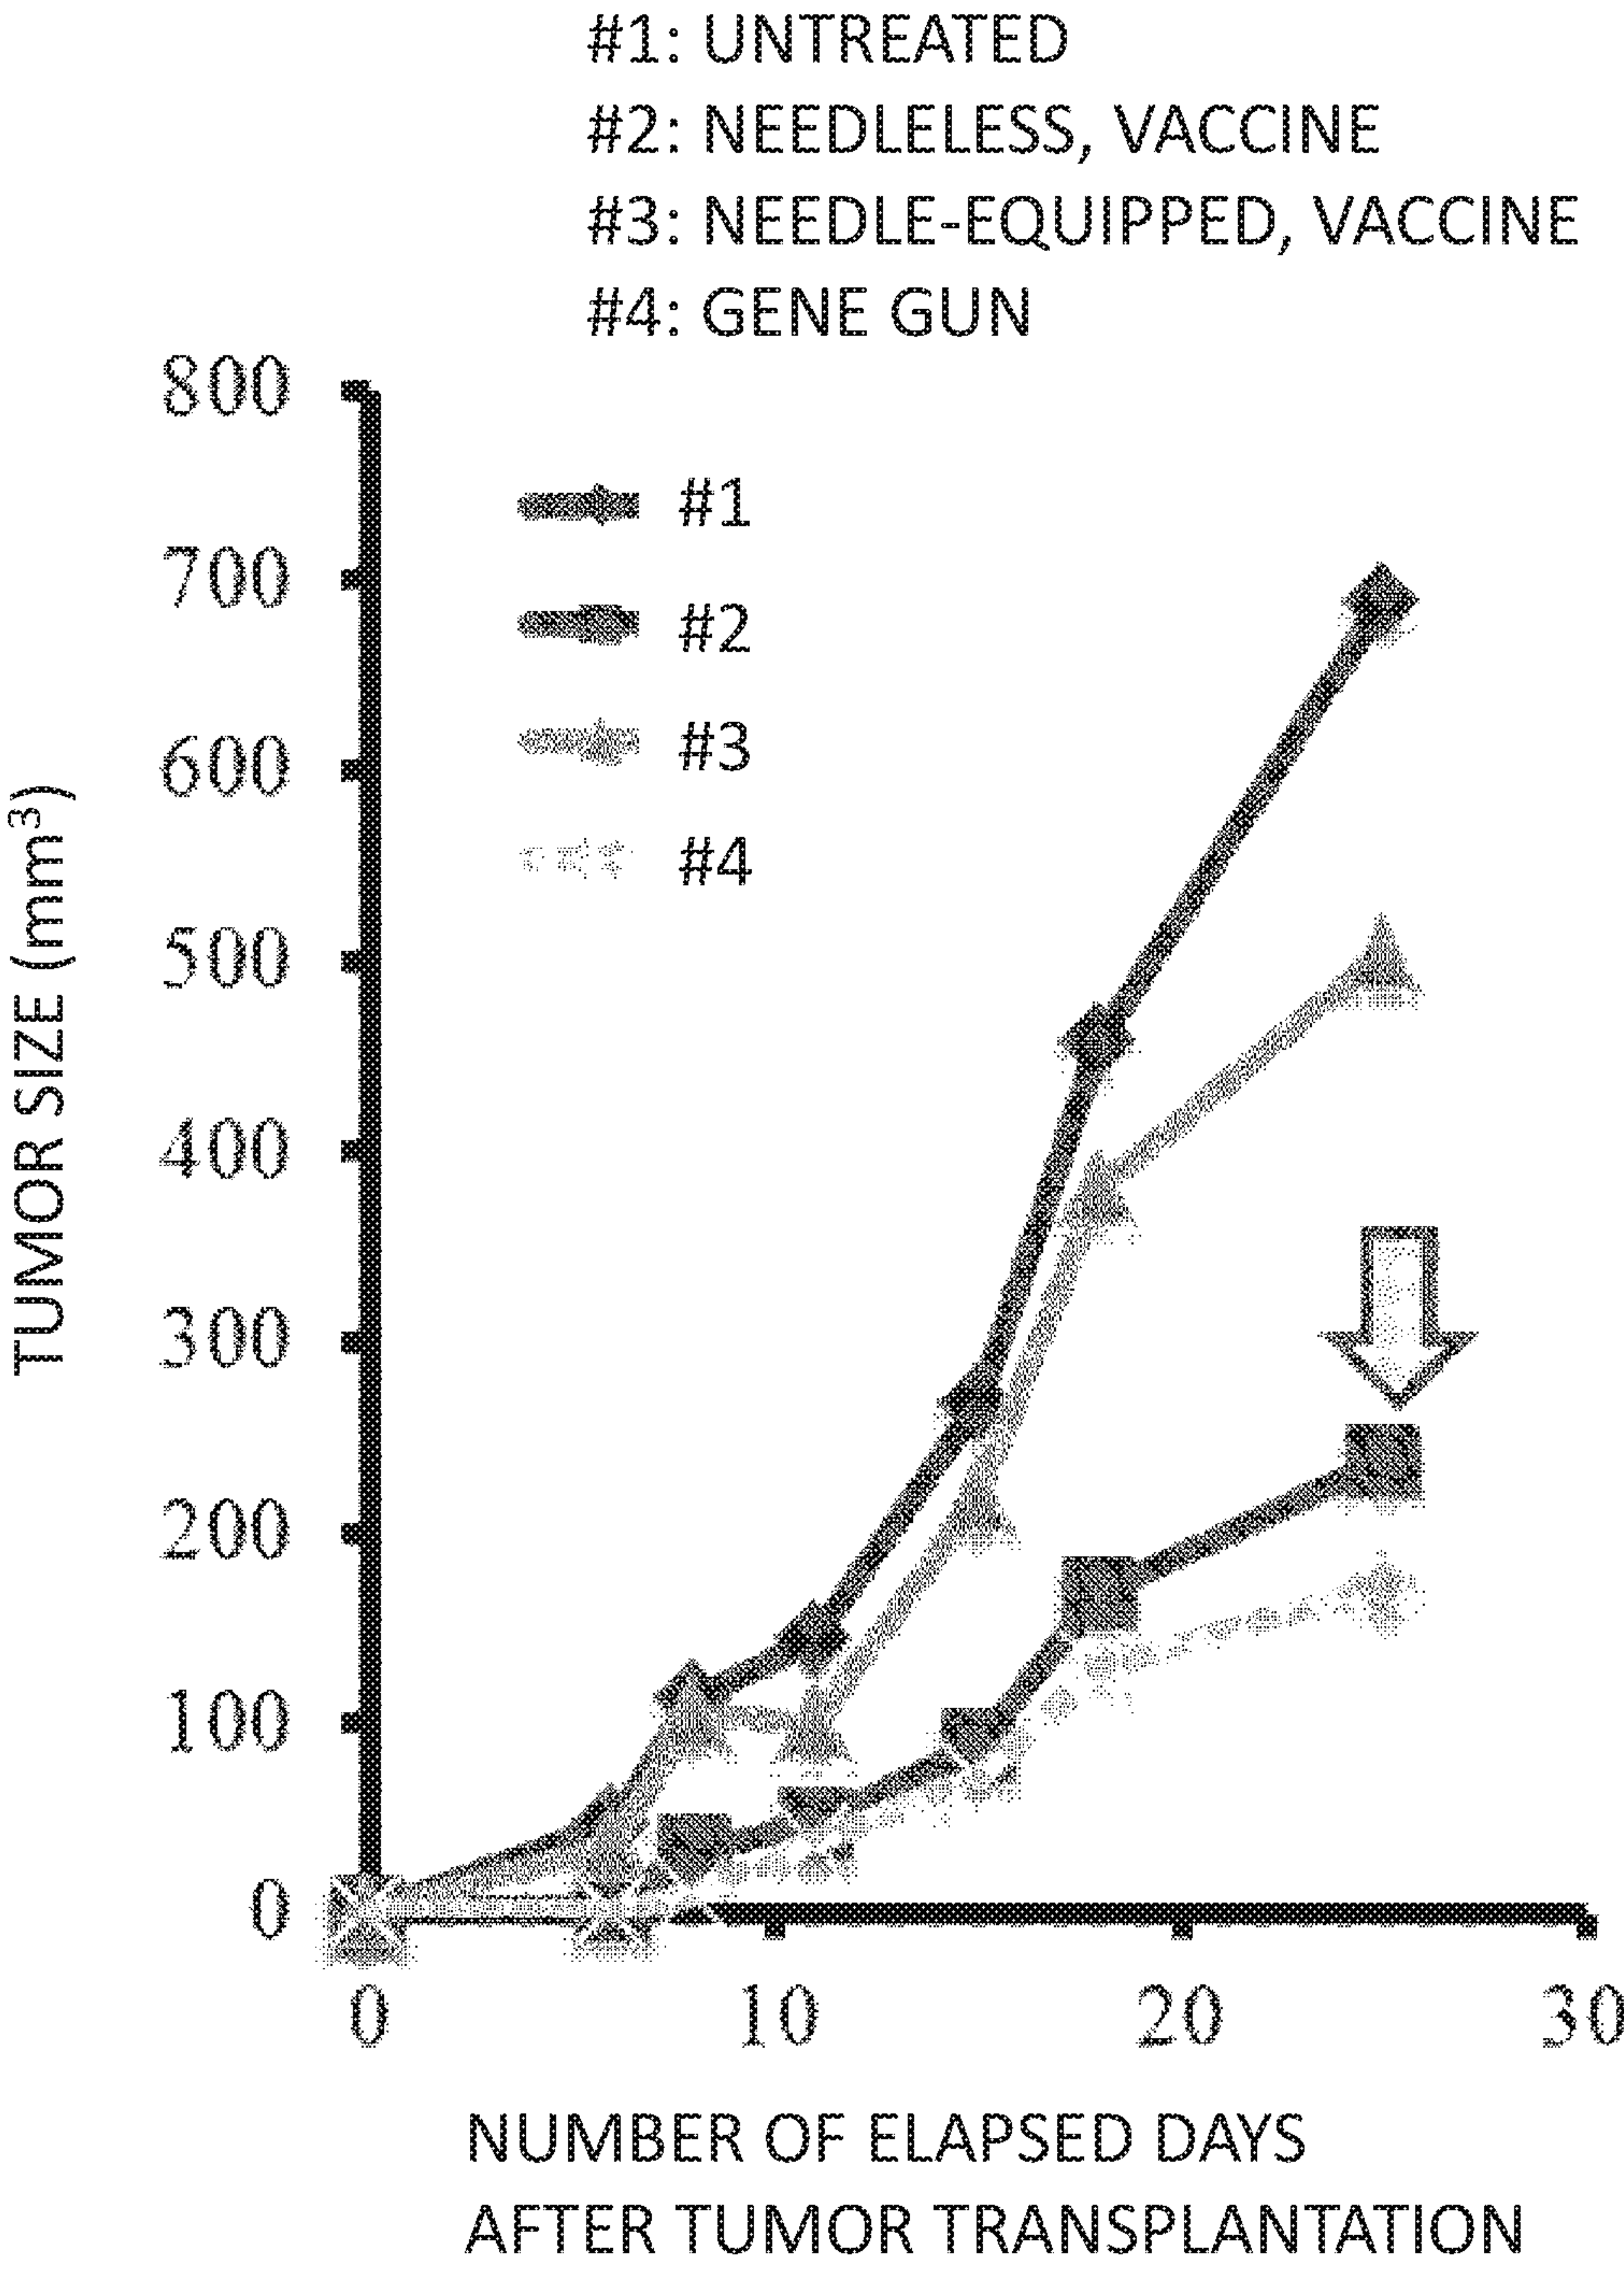 #1: UNTREATED
#2: NEEDLELESS, VACCINE
#3: NEEDLE-EQUIPPED, VACCINE
#4: GENE GUN
800
700
600
500
400
300
200
100
0
#1
#2
#3
#4
TUMOR SIZE (mm³)
0 10 20 30
NUMBER OF ELAPSED DAYS
AFTER TUMOR TRANSPLANTATION